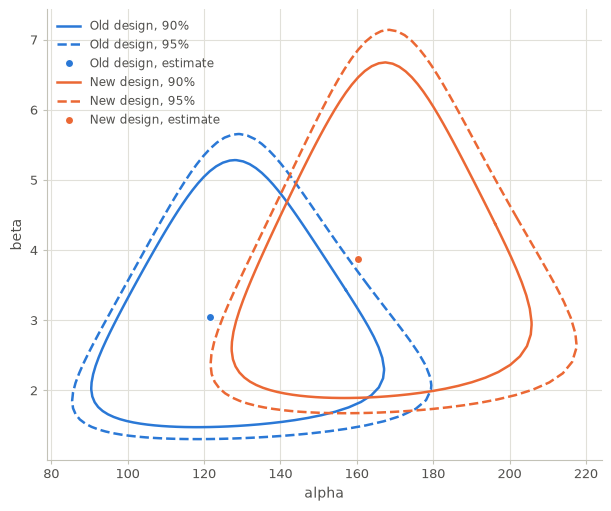 Old design, 90%
Old design, 95%
Old design, estimate
New design, 90%
New design, 95%
New design, estimate
7
6
5
4
3
2
beta
80 100 120 140 160 180 200 220
alpha